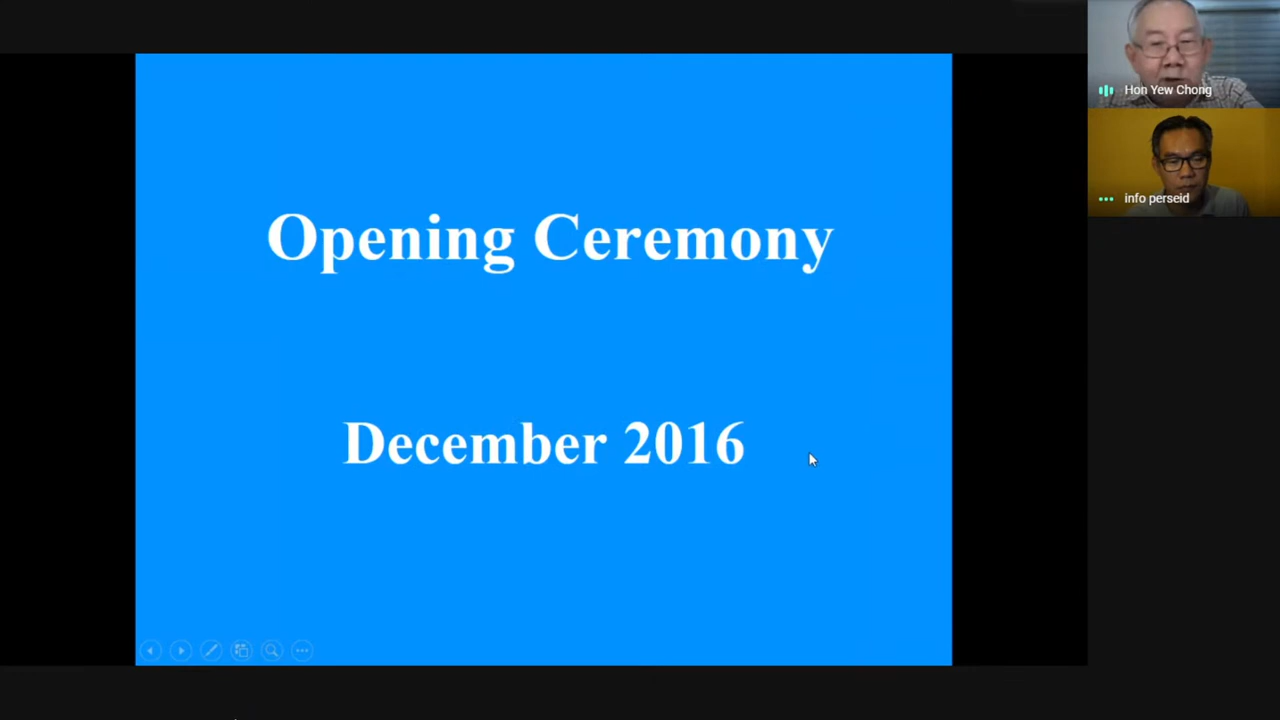 Opening Ceremony
December 2016
Hon Yew Chong
info perseid